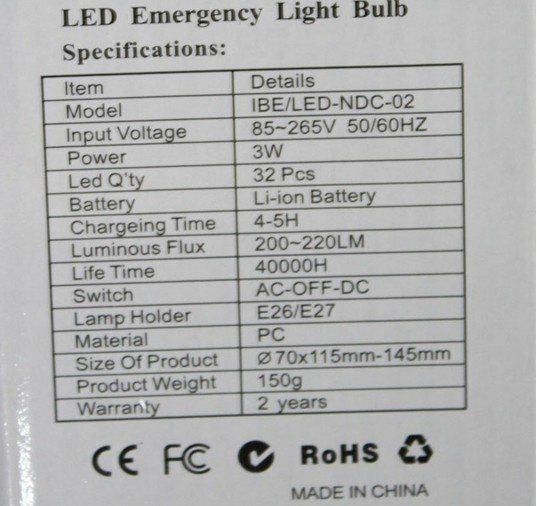 LED Emergency Light Bulb
Specifications:
Item Details
Model IBE/LED-NDC-02
Input Voltage 85~265V 50/60HZ
Power 3W
Led Q'ty 32 Pcs
Battery Li-ion Battery
Chargeing Time 4-5H
Luminous Flux 200~220LM
Life Time 40000H
Switch AC-OFF-DC
Lamp Holder E26/E27
Material PC
Size Of Product Ø70x115mm-145mm
Product Weight 150g
Warranty 2 years
CE FC RoHS
MADE IN CHINA